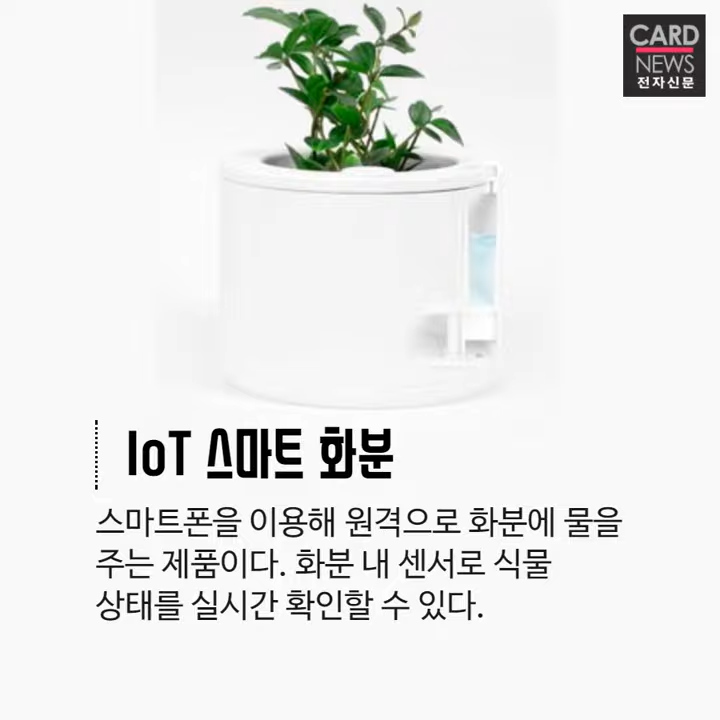 CARD
NEWS
전자신문
IoT 스마트 화분
스마트폰을 이용해 원격으로 화분에 물을
주는 제품이다. 화분 내 센서로 식물
상태를 실시간 확인할 수 있다.